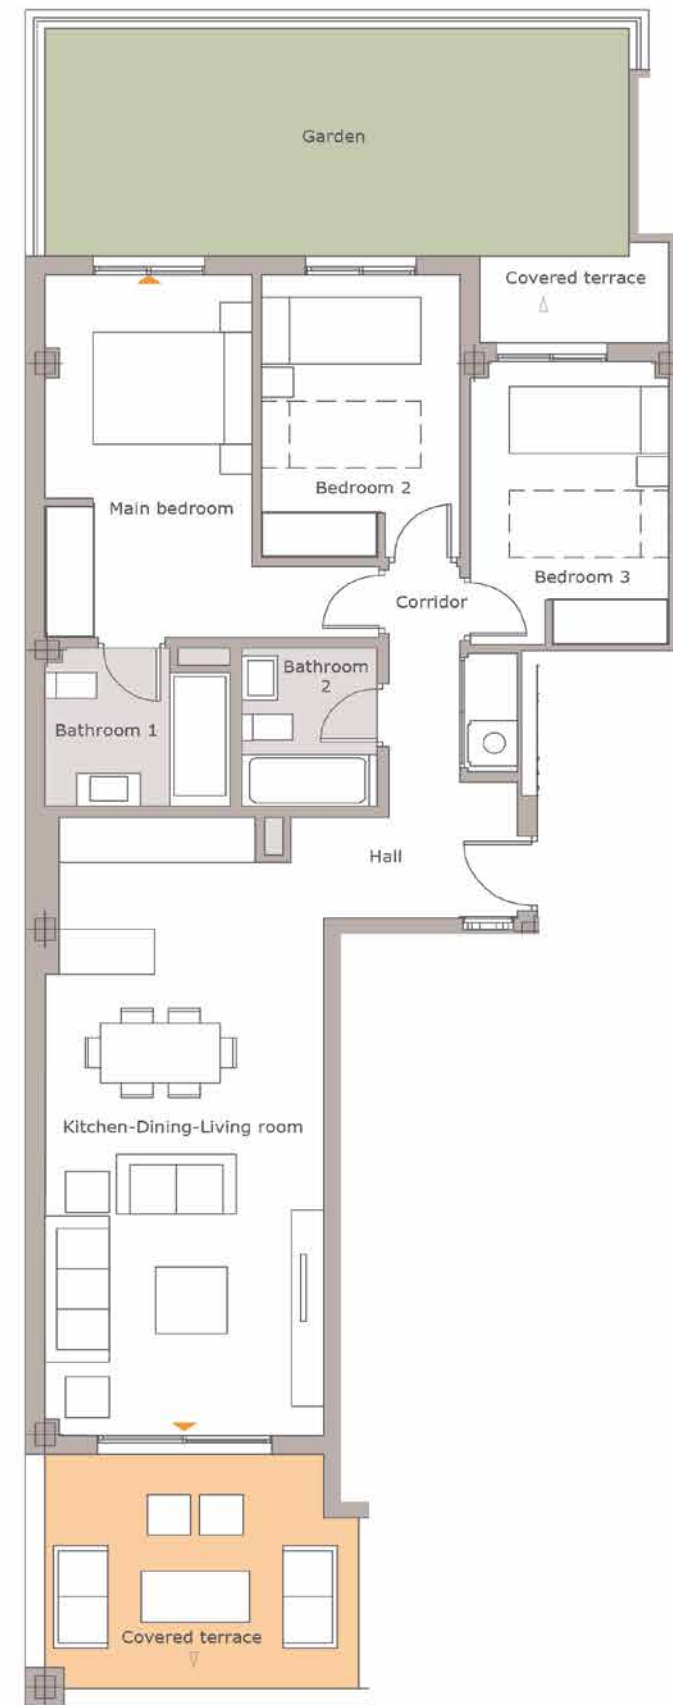 Garden
Covered terrace
Bedroom 2
Main bedroom
Bedroom 3
Corridor
Bathroom
2
Bathroom 1
Hall
Kitchen-Dining-Living room
Covered terrace